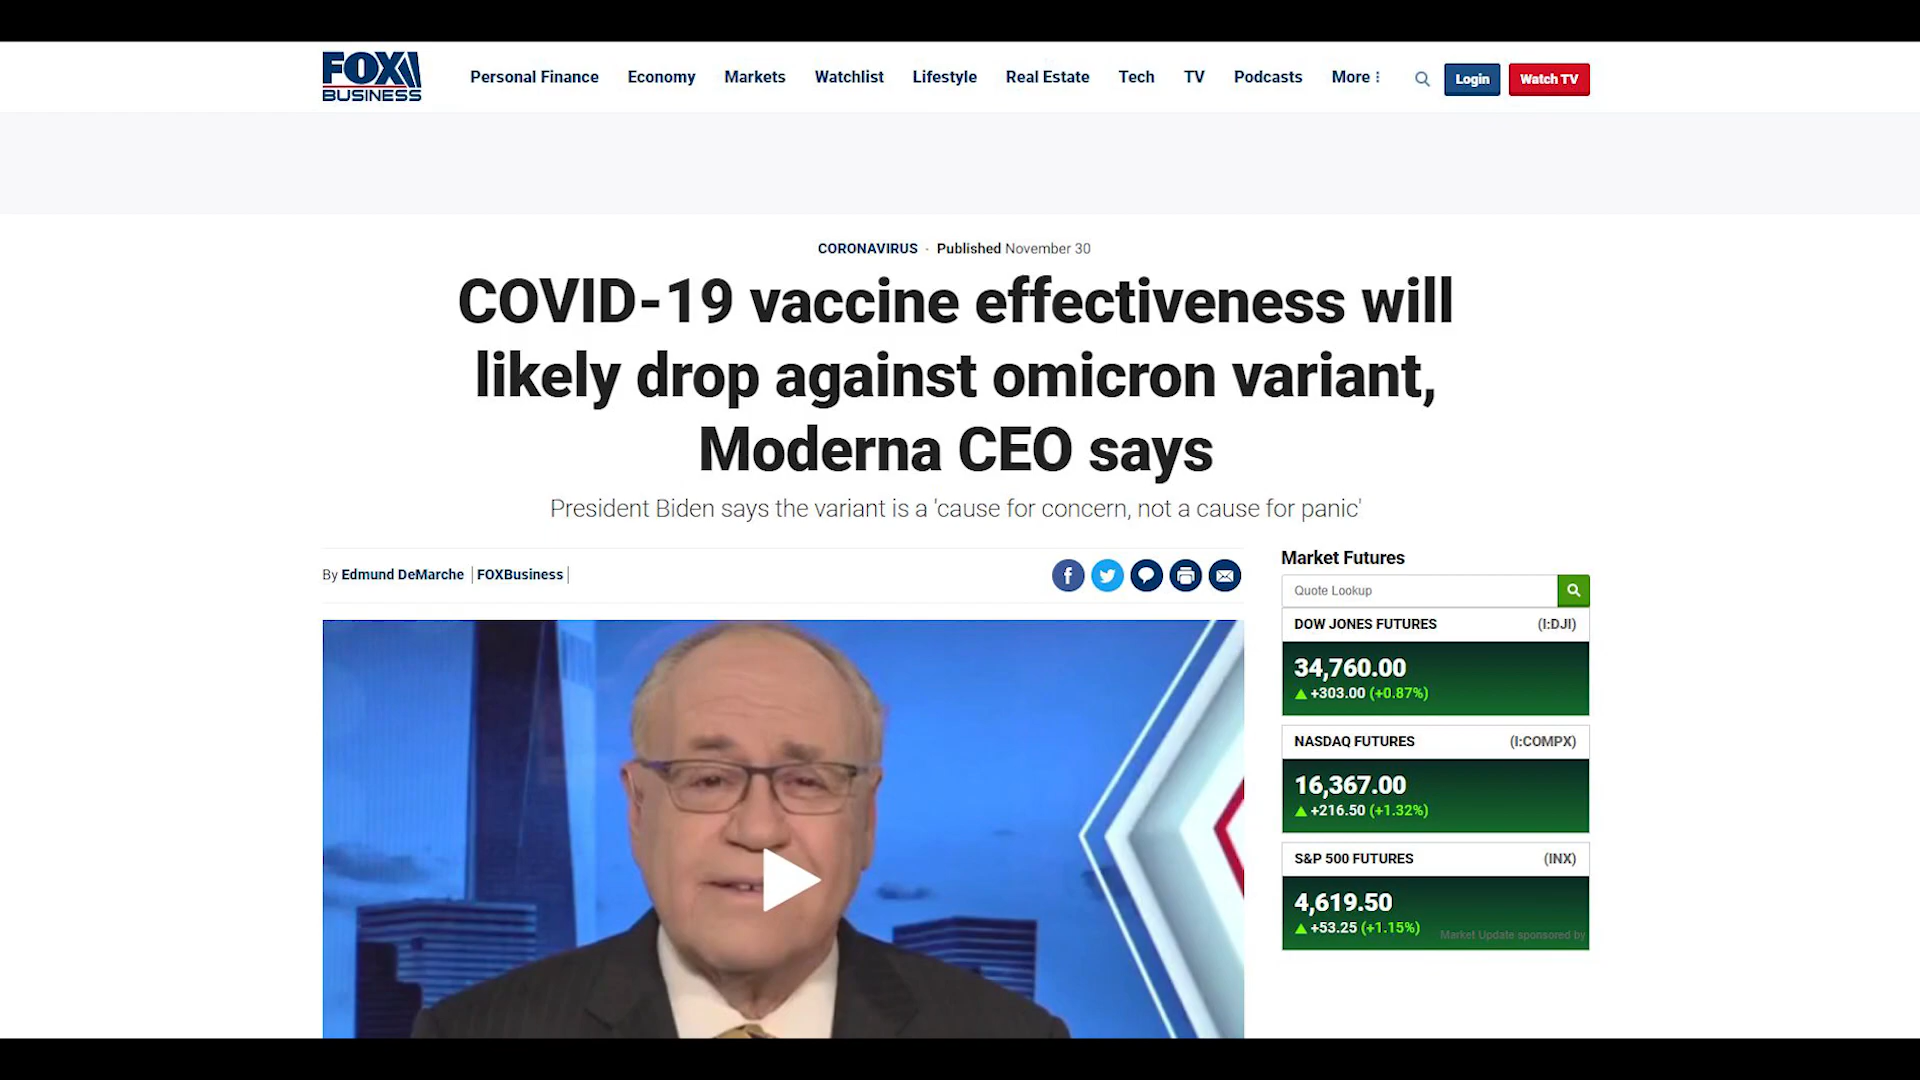 FOX
BUSINESS
Personal Finance Economy Markets Watchlist Lifestyle Real Estate Tech TV Podcasts More Login Watch TV
CORONAVIRUS · Published November 30
COVID-19 vaccine effectiveness will
likely drop against omicron variant,
Moderna CEO says
President Biden says the variant is a 'cause for concern, not a cause for panic'
By Edmund DeMarche | FOXBusiness |
Market Futures
Quote Lookup
DOW JONES FUTURES (I:DJI)
34,760.00
▲ +303.00 (+0.87%)
NASDAQ FUTURES (I:COMPX)
16,367.00
▲ +216.50 (+1.32%)
S&P 500 FUTURES (INX)
4,619.50
▲ +53.25 (+1.15%)
Market Update sponsored by